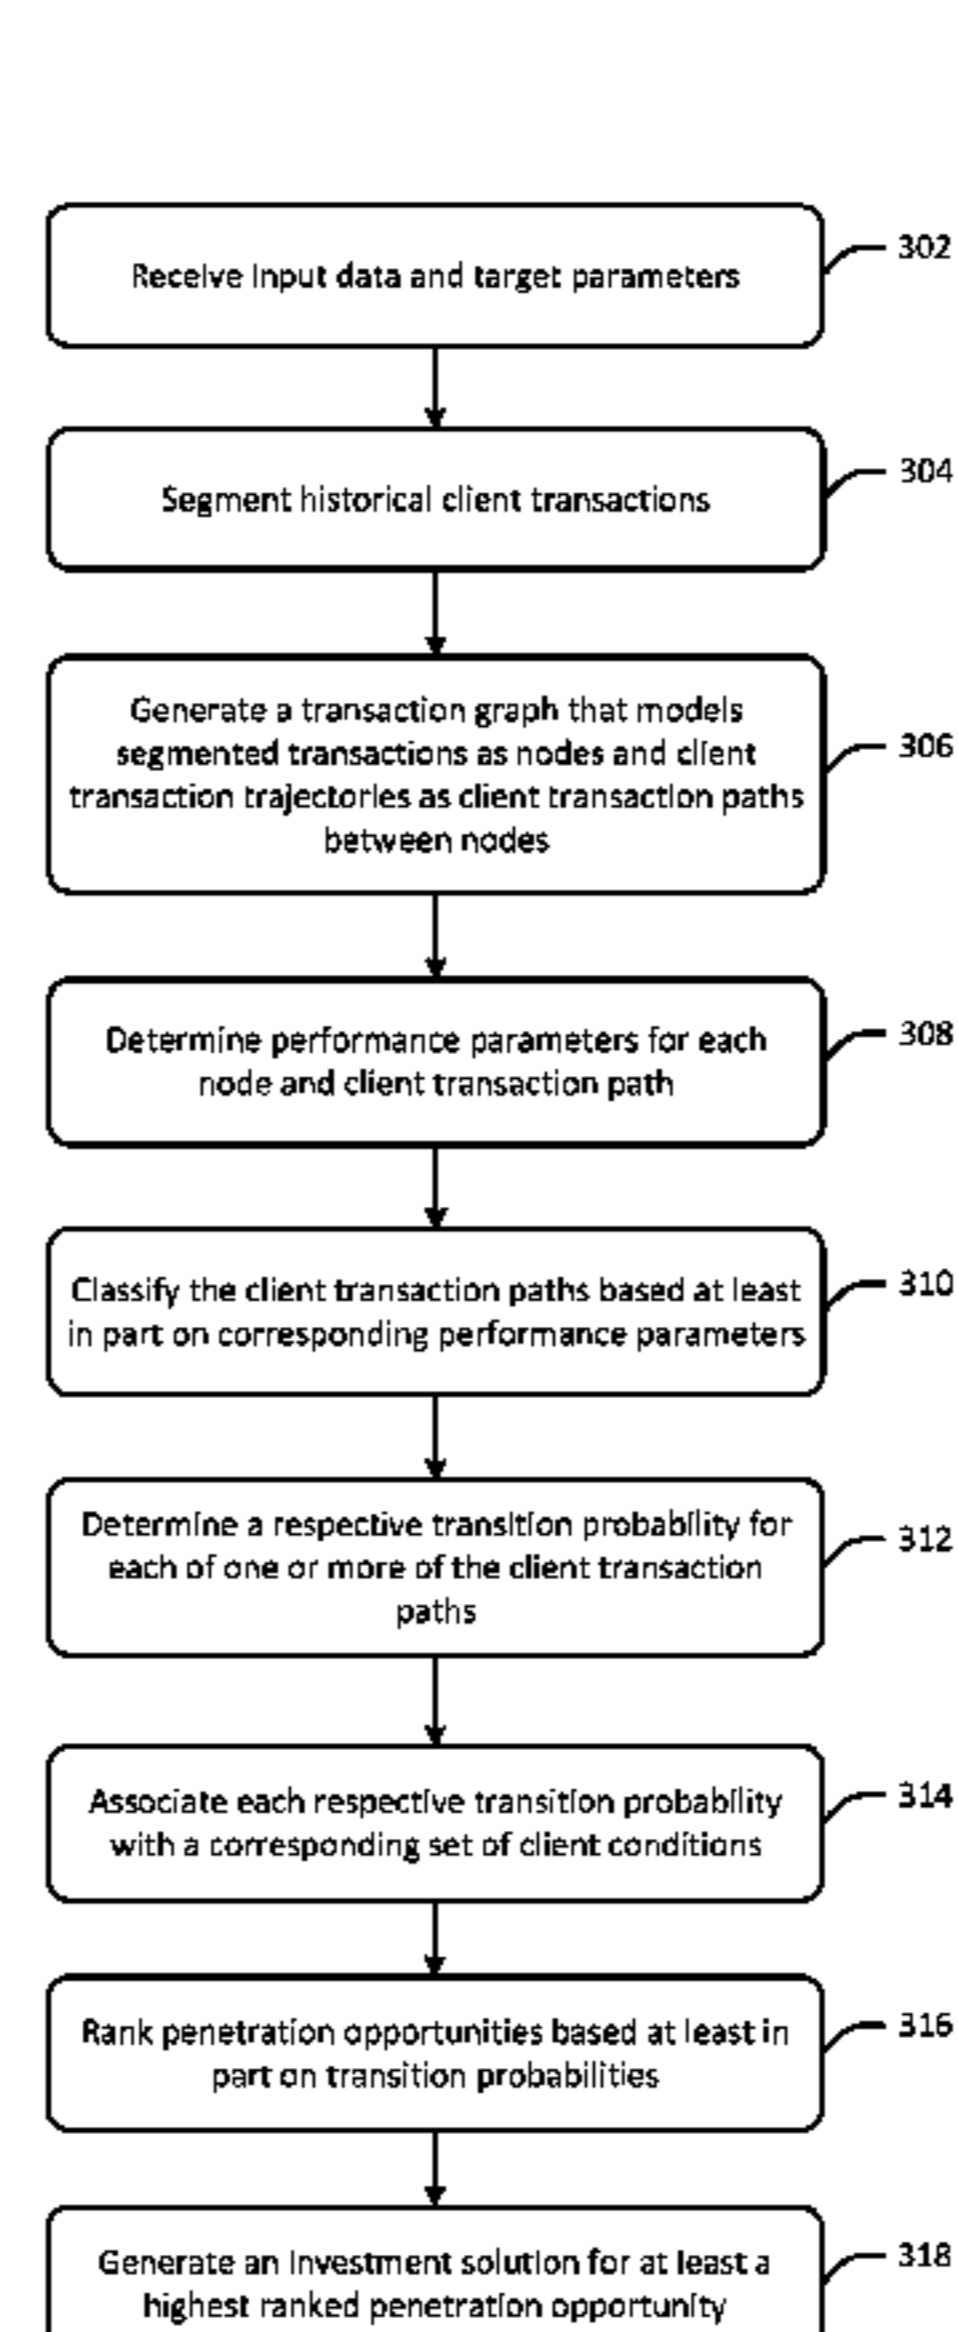 Receive input data and target parameters
302
Segment historical client transactions
304
Generate a transaction graph that models
segmented transactions as nodes and client
transaction trajectories as client transaction paths
between nodes
306
Determine performance parameters for each
node and client transaction path
308
Classify the client transaction paths based at least
in part on corresponding performance parameters
310
Determine a respective transition probability for
each of one or more of the client transaction
paths
312
Associate each respective transition probability
with a corresponding set of client conditions
314
Rank penetration opportunities based at least in
part on transition probabilities
316
Generate an investment solution for at least a
highest ranked penetration opportunity
318